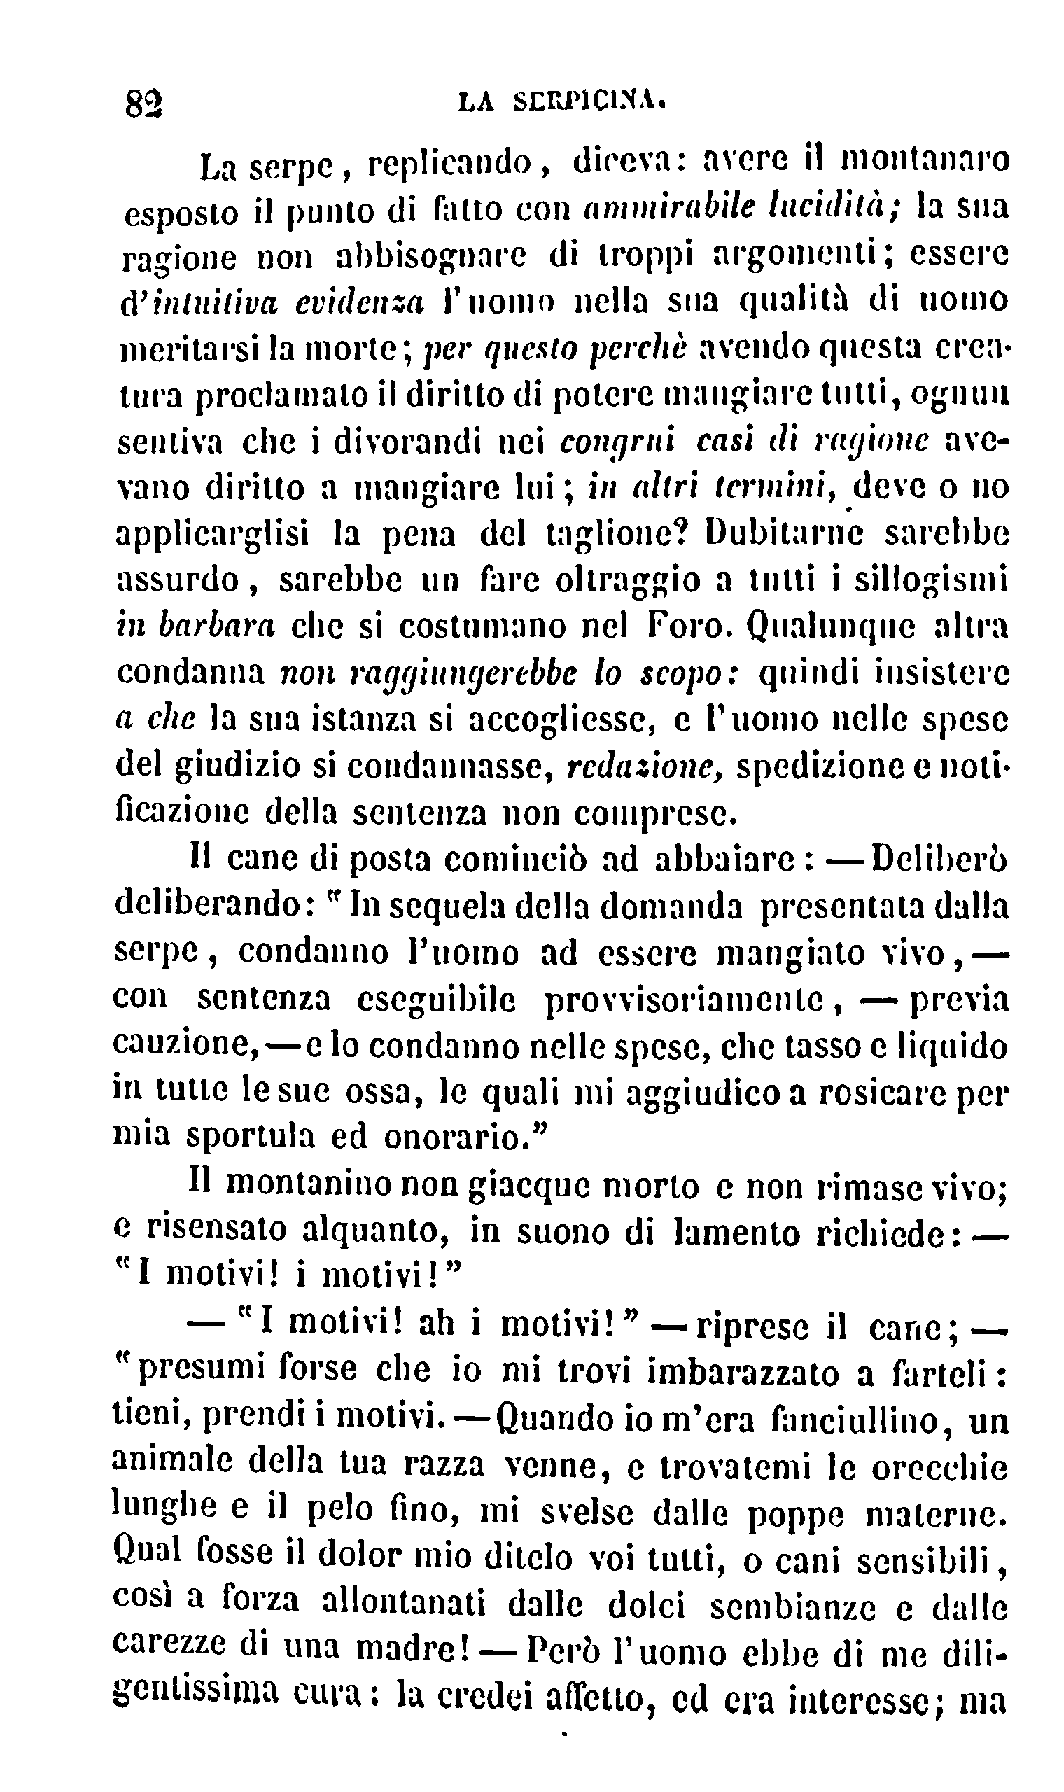 82 LA SERPICINA.
La serpe, replicando, diceva: avere il montanaro
esposto il punto di fatto con ammirabile lucidità; la sua
ragione non abbisognare di troppi argomenti; essere
d'intuitiva evidenza l'uomo nella sua qualità di uomo
meritarsi la morte; per questo perchè avendo questa crea-
tura proclamato il diritto di potere mangiare tutti, ognun
sentiva che i divorandi nei congrui casi di ragione ave-
vano diritto a mangiare lui; in altri termini, deve o no
applicarglisi la pena del taglione? Dubitarne sarebbe
assurdo, sarebbe un fare oltraggio a tutti i sillogismi
in barbara che si costumano nel Foro. Qualunque altra
condanna non raggiungerebbe lo scopo: quindi insistere
a che la sua istanza si accogliesse, e l'uomo nelle spese
del giudizio si condannasse, redazione, spedizione e noti-
ficazione della sentenza non comprese.
Il cane di posta cominciò ad abbaiare: — Deliberò
deliberando: "In sequela della domanda presentata dalla
serpe, condanno l'uomo ad essere mangiato vivo, —
con sentenza eseguibile provvisoriamente, — previa
cauzione, — e lo condanno nelle spese, che tasso e liquido
in tutte le sue ossa, le quali mi aggiudico a rosicare per
mia sportula ed onorario."
Il montanino non giacque morto e non rimase vivo;
e risensato alquanto, in suono di lamento richiede: —
"I motivi! i motivi!"
— "I motivi! ah i motivi!" — riprese il cane; —
"presumi forse che io mi trovi imbarazzato a farteli:
tieni, prendi i motivi. — Quando io m'era fanciullino, un
animale della tua razza venne, e trovatemi le orecchie
lunghe e il pelo fino, mi svelse dalle poppe materne.
Qual fosse il dolor mio ditelo voi tutti, o cani sensibili,
così a forza allontanati dalle dolci sembianze e dalle
carezze di una madre! — Però l'uomo ebbe di me dili-
gentissima cura: la credei affetto, ed era interesse; ma